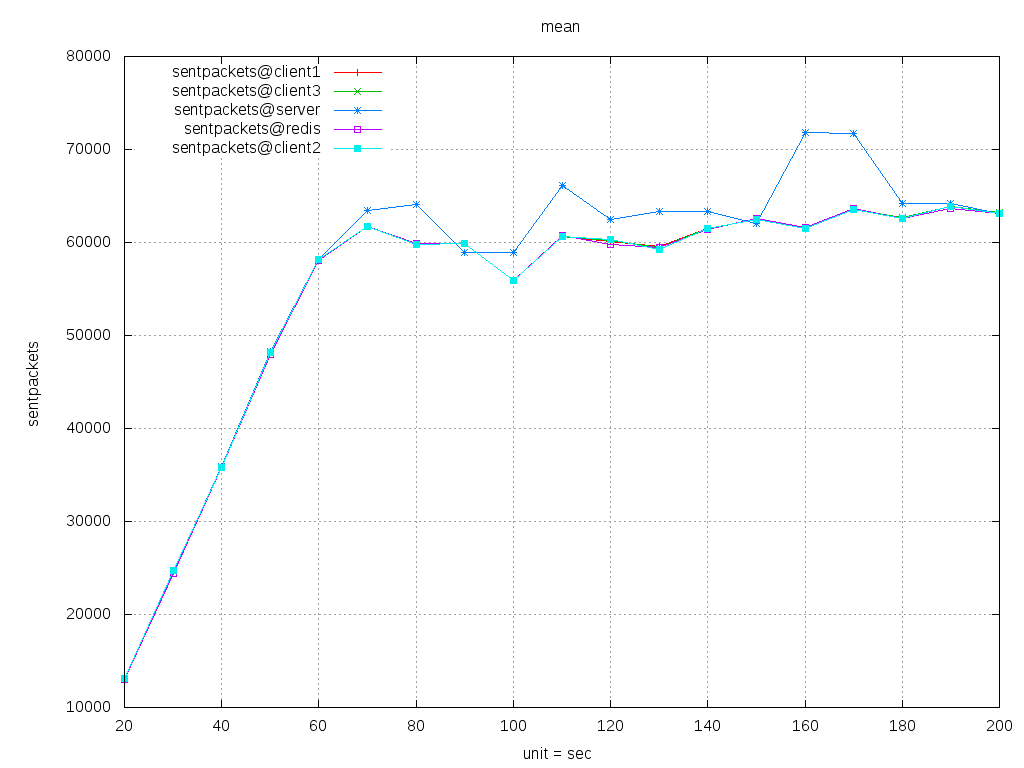 mean
80000
70000
60000
50000
40000
30000
20000
10000
sentpackets
sentpackets@client1
sentpackets@client3
sentpackets@server
sentpackets@redis
sentpackets@client2
20 40 60 80 100 120 140 160 180 200
unit = sec